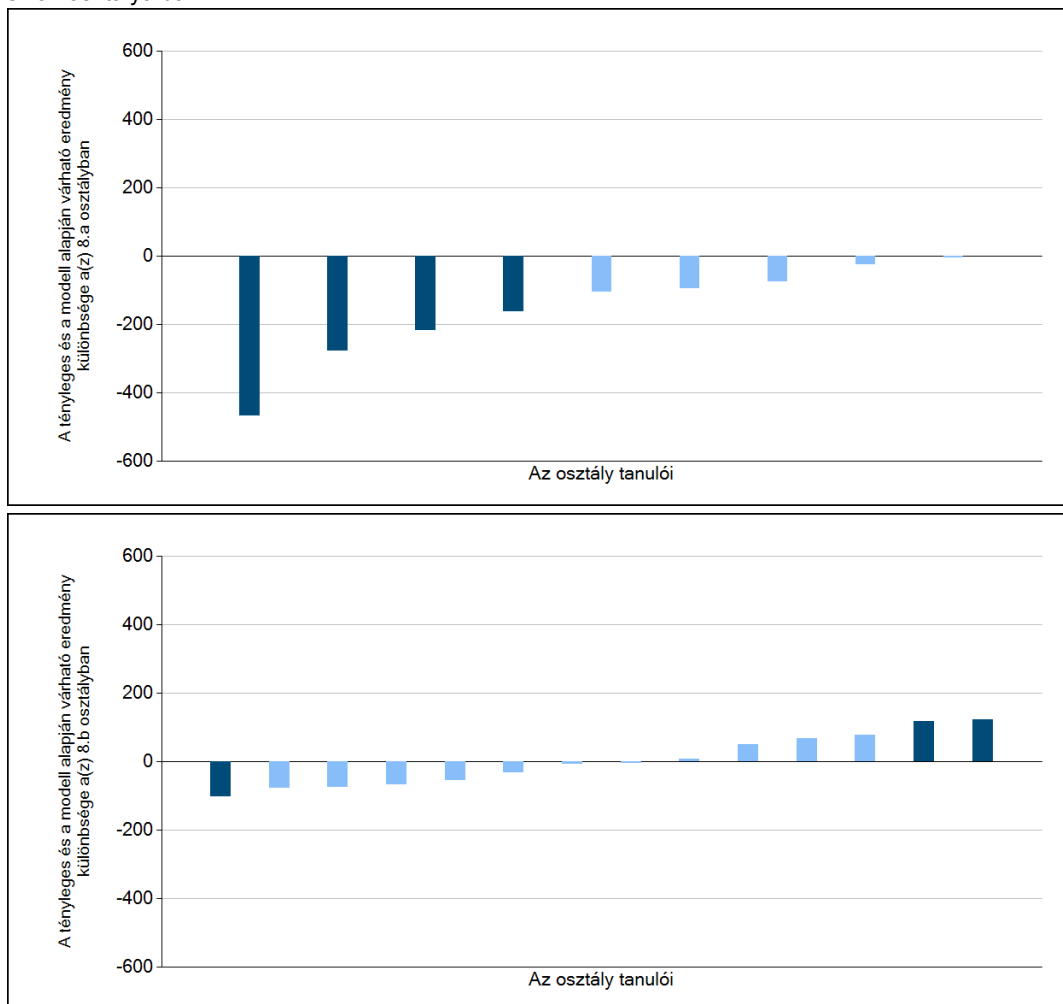 600
400
200
0
-200
-400
-600
A tényleges és a modell alapján várható eredmény
különbsége a(z) 8.a osztályban
Az osztály tanulói
600
400
200
0
-200
-400
-600
A tényleges és a modell alapján várható eredmény
különbsége a(z) 8.b osztályban
Az osztály tanulói